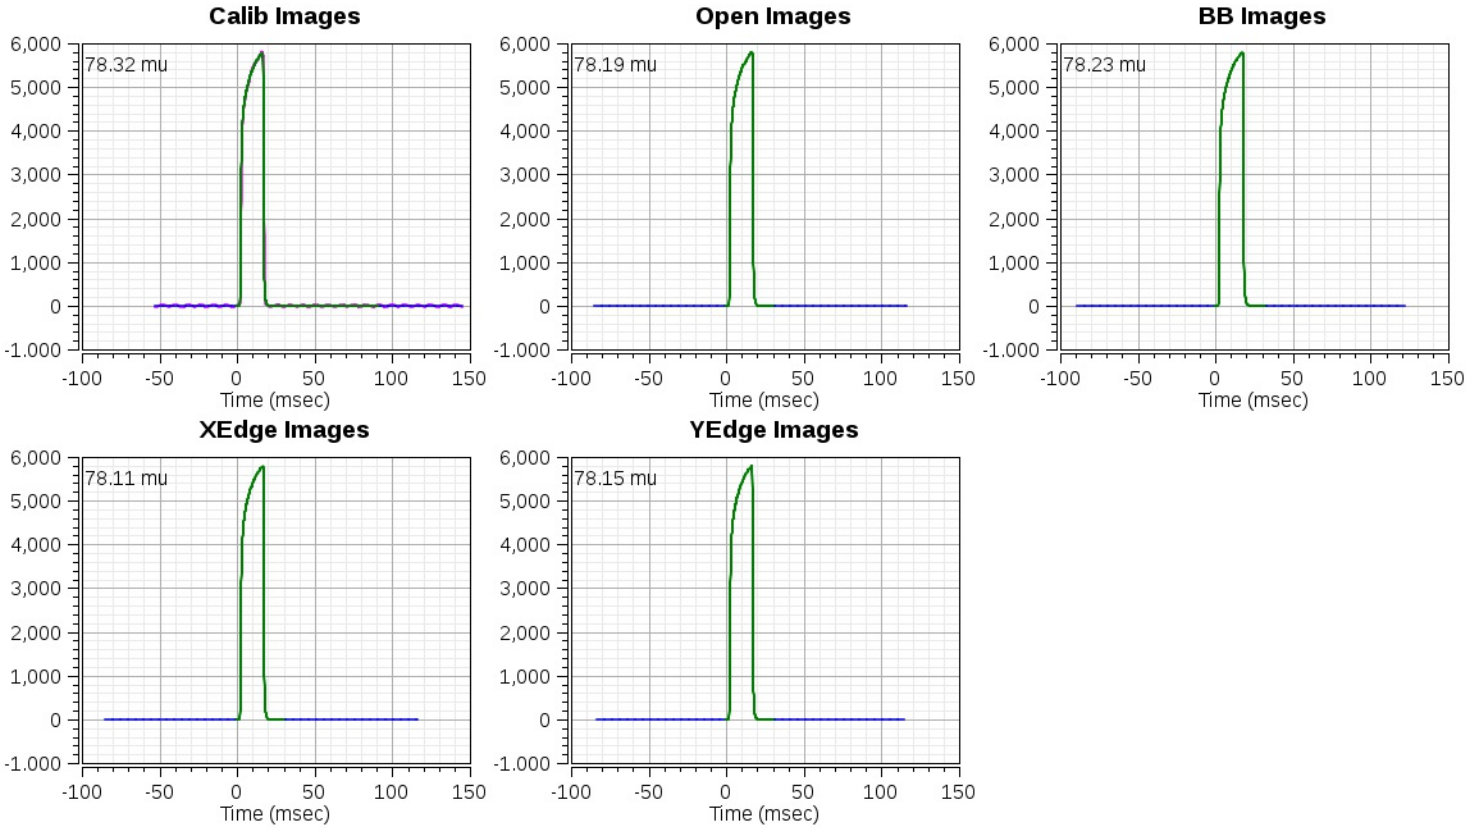 Calib Images
6,000
5,000
4,000
3,000
2,000
1,000
0
-1.000
78.32 mu
-100 -50 0 50 100 150
Time (msec)
Open Images
6,000
5,000
4,000
3,000
2,000
1,000
0
-1.000
78.19 mu
-100 -50 0 50 100 150
Time (msec)
BB Images
6,000
5,000
4,000
3,000
2,000
1,000
0
-1.000
78.23 mu
-100 -50 0 50 100 150
Time (msec)
XEdge Images
6,000
5,000
4,000
3,000
2,000
1,000
0
-1.000
78.11 mu
-100 -50 0 50 100 150
Time (msec)
YEdge Images
6,000
5,000
4,000
3,000
2,000
1,000
0
-1.000
78.15 mu
-100 -50 0 50 100 150
Time (msec)